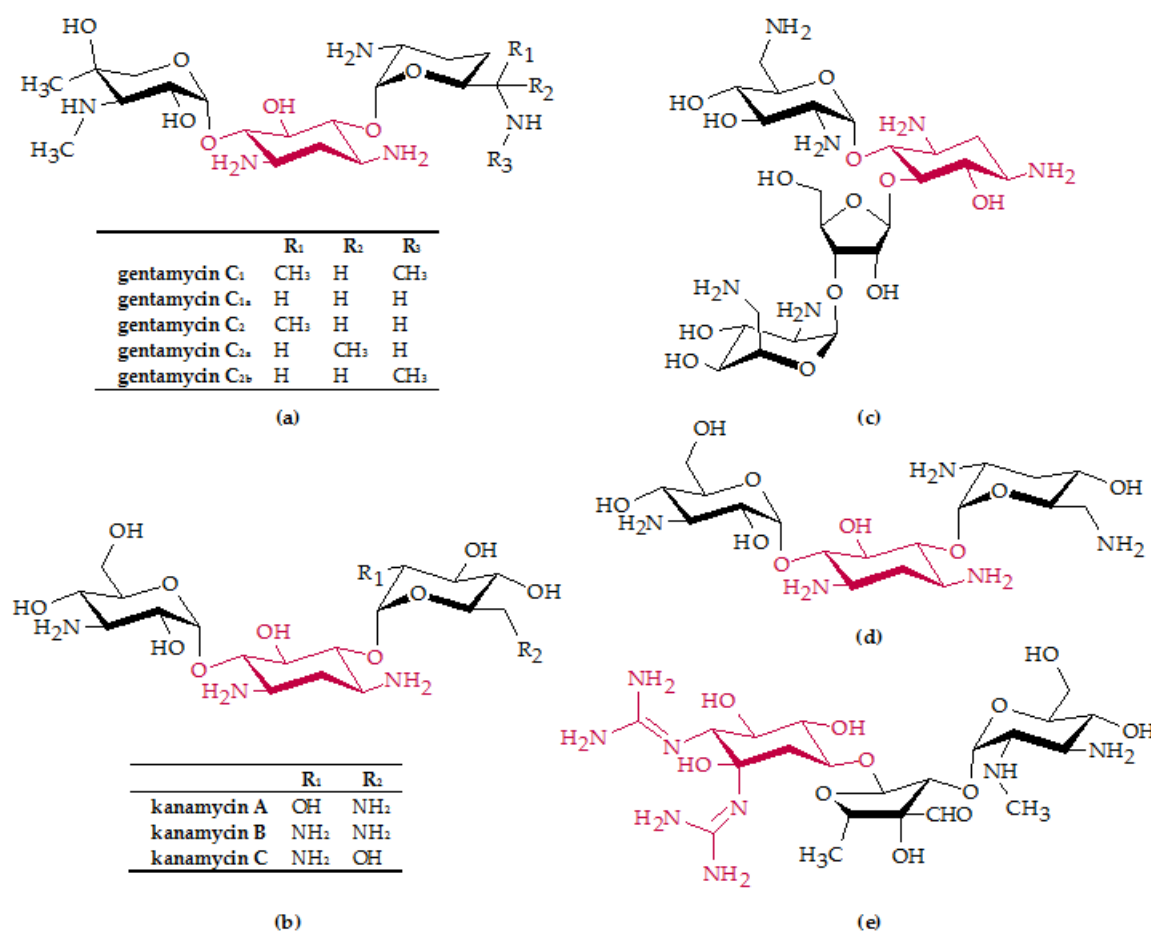 HO
H₃C
HN
H₃C
O
HO
O
OH
H₂N
NH₂
O
H₂N
O
R₁
R₂
NH
R₃
R₁ R₂ R₃
gentamycin C₁ CH₃ H CH₃
gentamycin C₁ₐ H H H
gentamycin C₂ CH₃ H H
gentamycin C₂ₐ H CH₃ H
gentamycin C₂b H H CH₃
(a)
NH₂
O
HO
HO
NH₂
O
H₂N
NH₂
OH
O
HO
O
O
OH
NH₂
H₂N
HO
HO
O
(c)
OH
O
HO
H₂N
HO
O
OH
H₂N
NH₂
O
R₁
O
OH
OH
R₂
R₁ R₂
kanamycin A OH NH₂
kanamycin B NH₂ NH₂
kanamycin C NH₂ OH
(b)
OH
O
HO
H₂N
HO
O
OH
H₂N
NH₂
O
H₂N
O
OH
NH₂
(d)
NH₂
H₂N
N
HO
OH
HO
N
H₂N
NH₂
O
O
H₃C
OH
CHO
O
HO
O
OH
NH₂
NH
CH₃
(e)